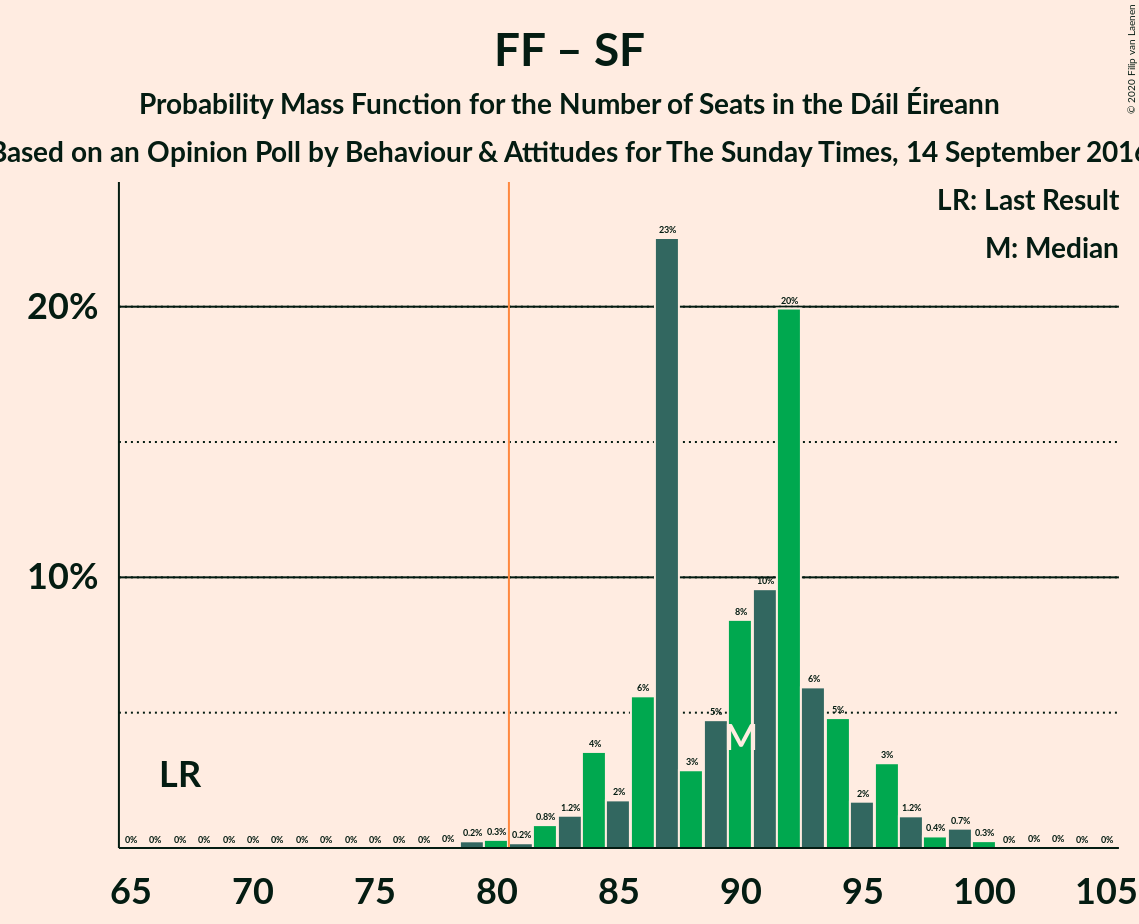 FF – SF
Probability Mass Function for the Number of Seats in the Dáil Éireann
Based on an Opinion Poll by Behaviour & Attitudes for The Sunday Times, 14 September 2016
© 2020 Filip van Laenen
LR: Last Result
M: Median
20%
10%
23%
20%
10%
8%
6%
6%
5%
5%
4%
3%
3%
2%
2%
1.2%
1.2%
0.8%
0.7%
0.4%
0.3%
0.3%
0.2%
0.2%
M
LR
0% 0% 0% 0% 0% 0% 0% 0% 0% 0% 0% 0% 0% 0% 0% 0% 0% 0% 0%
65 70 75 80 85 90 95 100 105